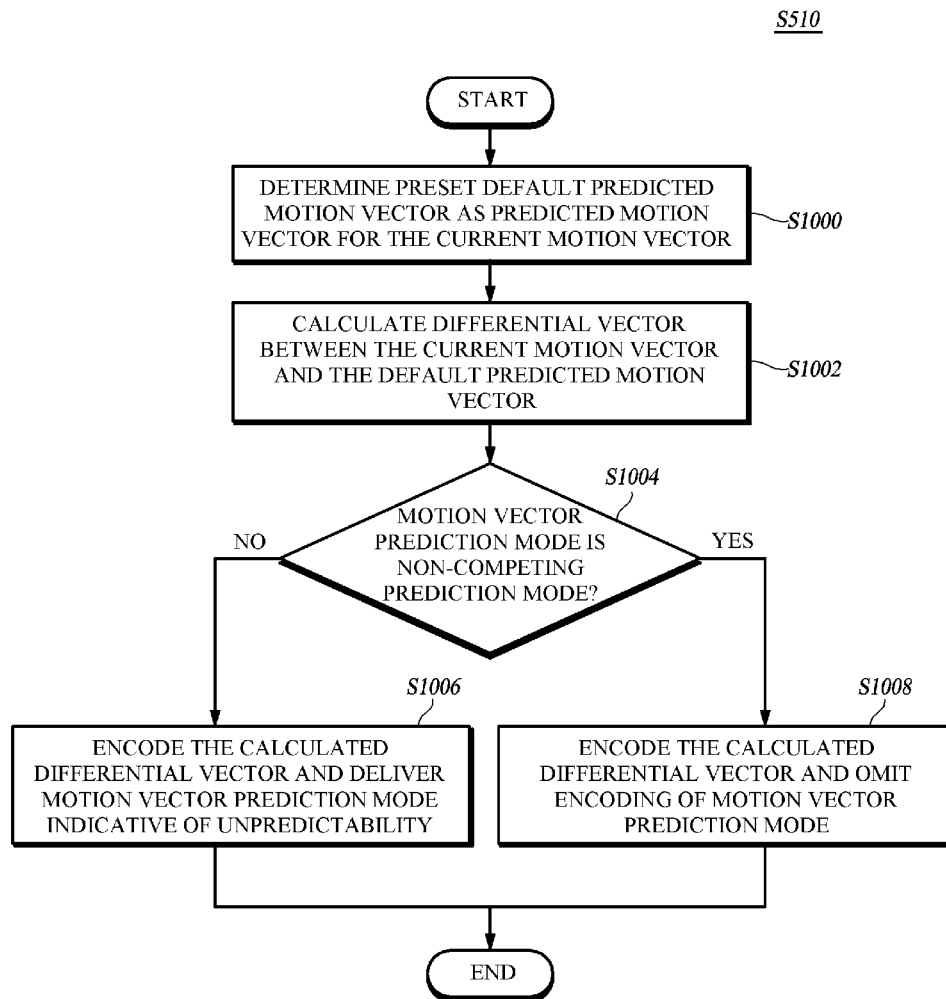 S510
START
DETERMINE PRESET DEFAULT PREDICTED
MOTION VECTOR AS PREDICTED MOTION
VECTOR FOR THE CURRENT MOTION VECTOR
S1000
CALCULATE DIFFERENTIAL VECTOR
BETWEEN THE CURRENT MOTION VECTOR
AND THE DEFAULT PREDICTED MOTION
VECTOR
S1002
S1004
MOTION VECTOR
PREDICTION MODE IS
NON-COMPETING
PREDICTION MODE?
NO
YES
S1006
ENCODE THE CALCULATED
DIFFERENTIAL VECTOR AND DELIVER
MOTION VECTOR PREDICTION MODE
INDICATIVE OF UNPREDICTABILITY
S1008
ENCODE THE CALCULATED
DIFFERENTIAL VECTOR AND OMIT
ENCODING OF MOTION VECTOR
PREDICTION MODE
END